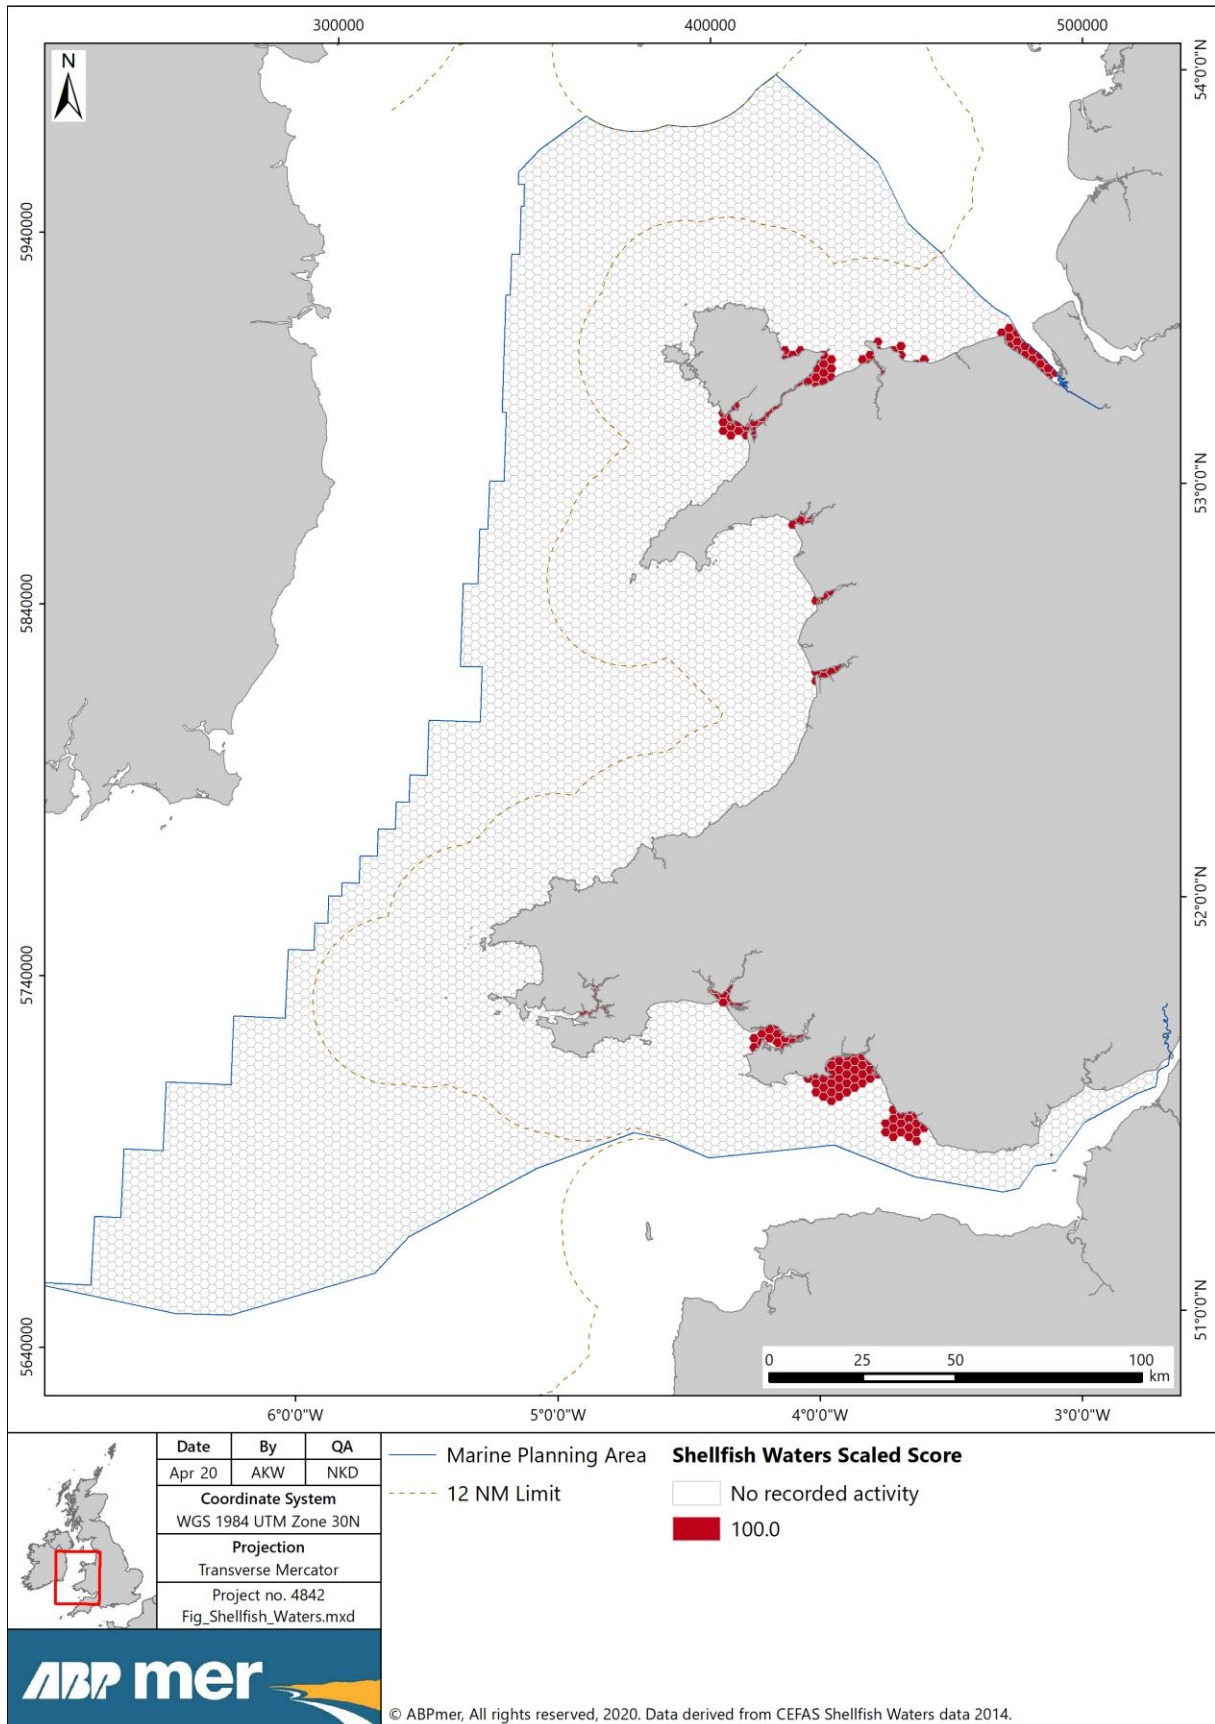 300000 400000 500000
N
54°0'0"N
5940000
53°0'0"N
5840000
52°0'0"N
5740000
51°0'0"N
5640000
0 25 50 100
km
6°0'0"W 5°0'0"W 4°0'0"W 3°0'0"W
Date By QA
Apr 20 AKW NKD
Coordinate System
WGS 1984 UTM Zone 30N
Projection
Transverse Mercator
Project no. 4842
Fig_Shellfish_Waters.mxd
Marine Planning Area
12 NM Limit
Shellfish Waters Scaled Score
No recorded activity
100.0
ABPmer
© ABPmer, All rights reserved, 2020. Data derived from CEFAS Shellfish Waters data 2014.